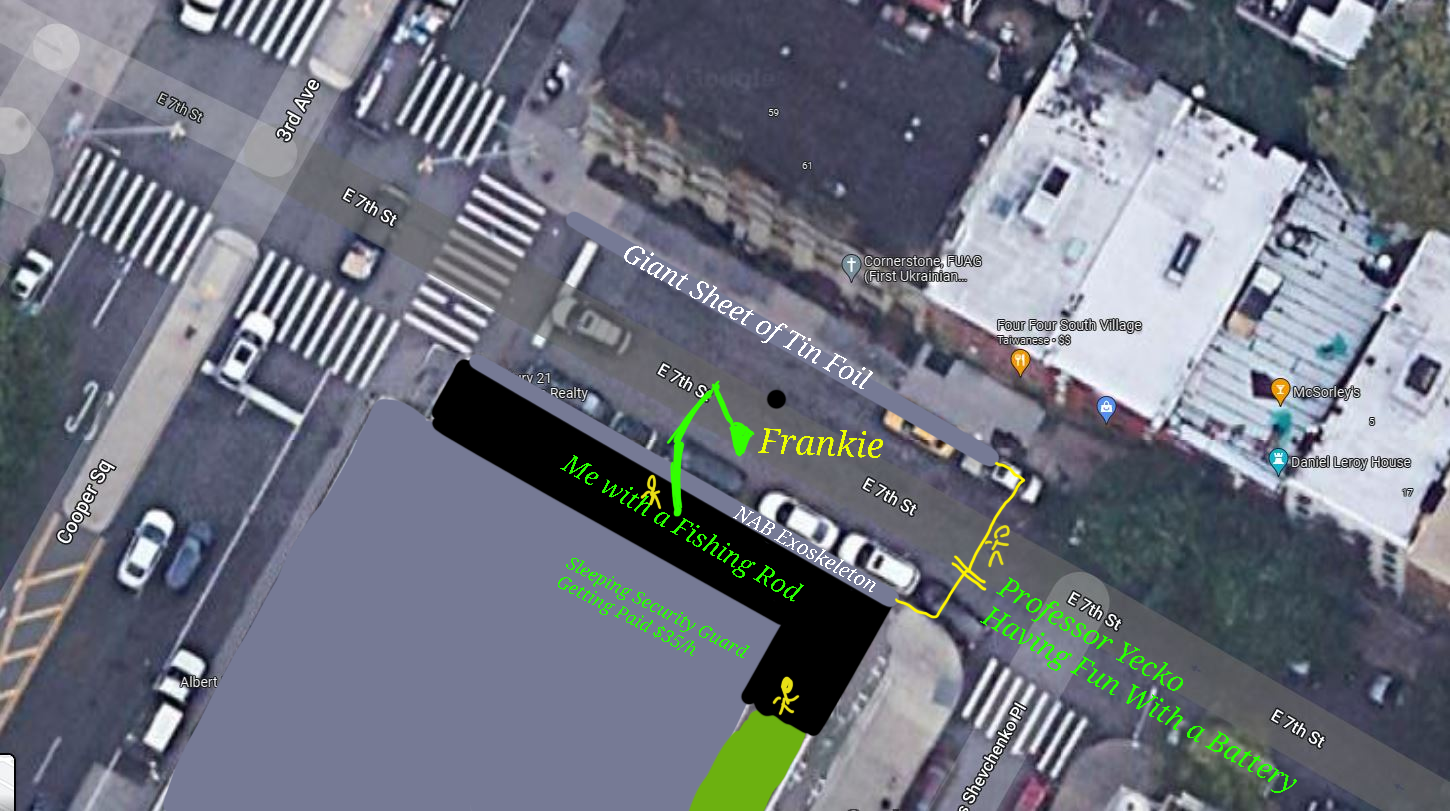 E 7th St
3rd Ave
E 7th St
59
61
Cornerstone, FUAG
(First Ukrainian...
Giant Sheet of Tin Foil
Four Four South Village
Taiwanese • $$
McSorley's
5
Daniel Leroy House
17
ury 21
Realty
E 7th St
Frankie
E 7th St
Me with a Fishing Rod
NAB Exoskeleton
Cooper Sq
Sleeping Security Guard
Getting Paid $35/h
Professor Yecko
Having Fun With a Battery
E 7th St
E 7th St
Albert
s Shevchenko Pl